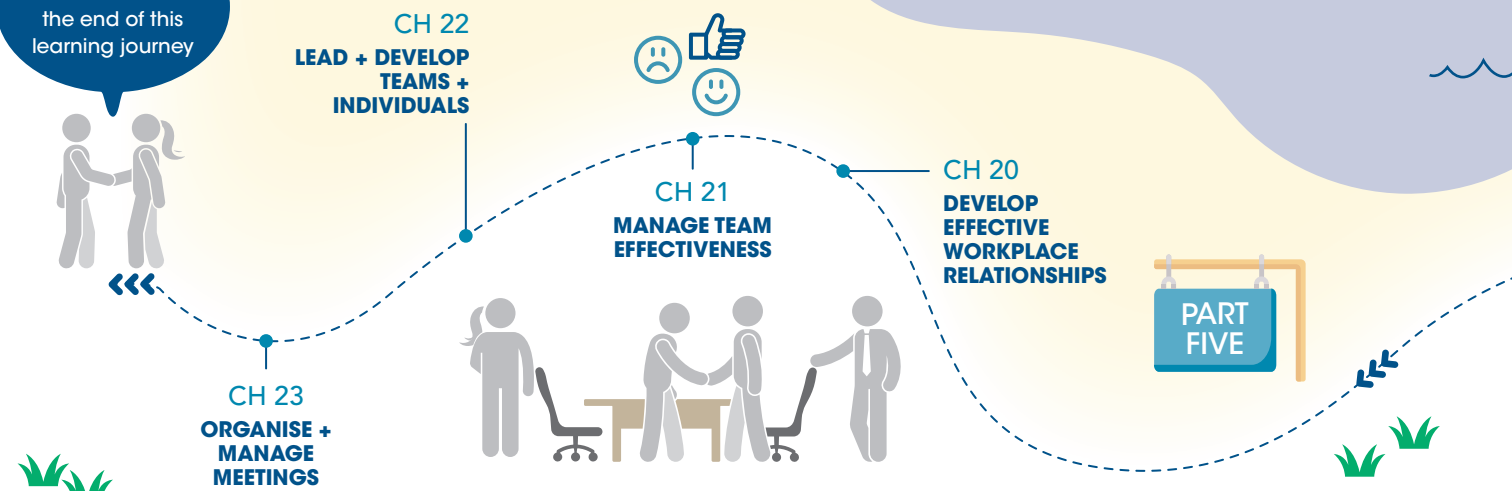 the end of this
learning journey
CH 22
LEAD + DEVELOP
TEAMS +
INDIVIDUALS
CH 21
MANAGE TEAM
EFFECTIVENESS
CH 20
DEVELOP
EFFECTIVE
WORKPLACE
RELATIONSHIPS
PART
FIVE
CH 23
ORGANISE +
MANAGE
MEETINGS